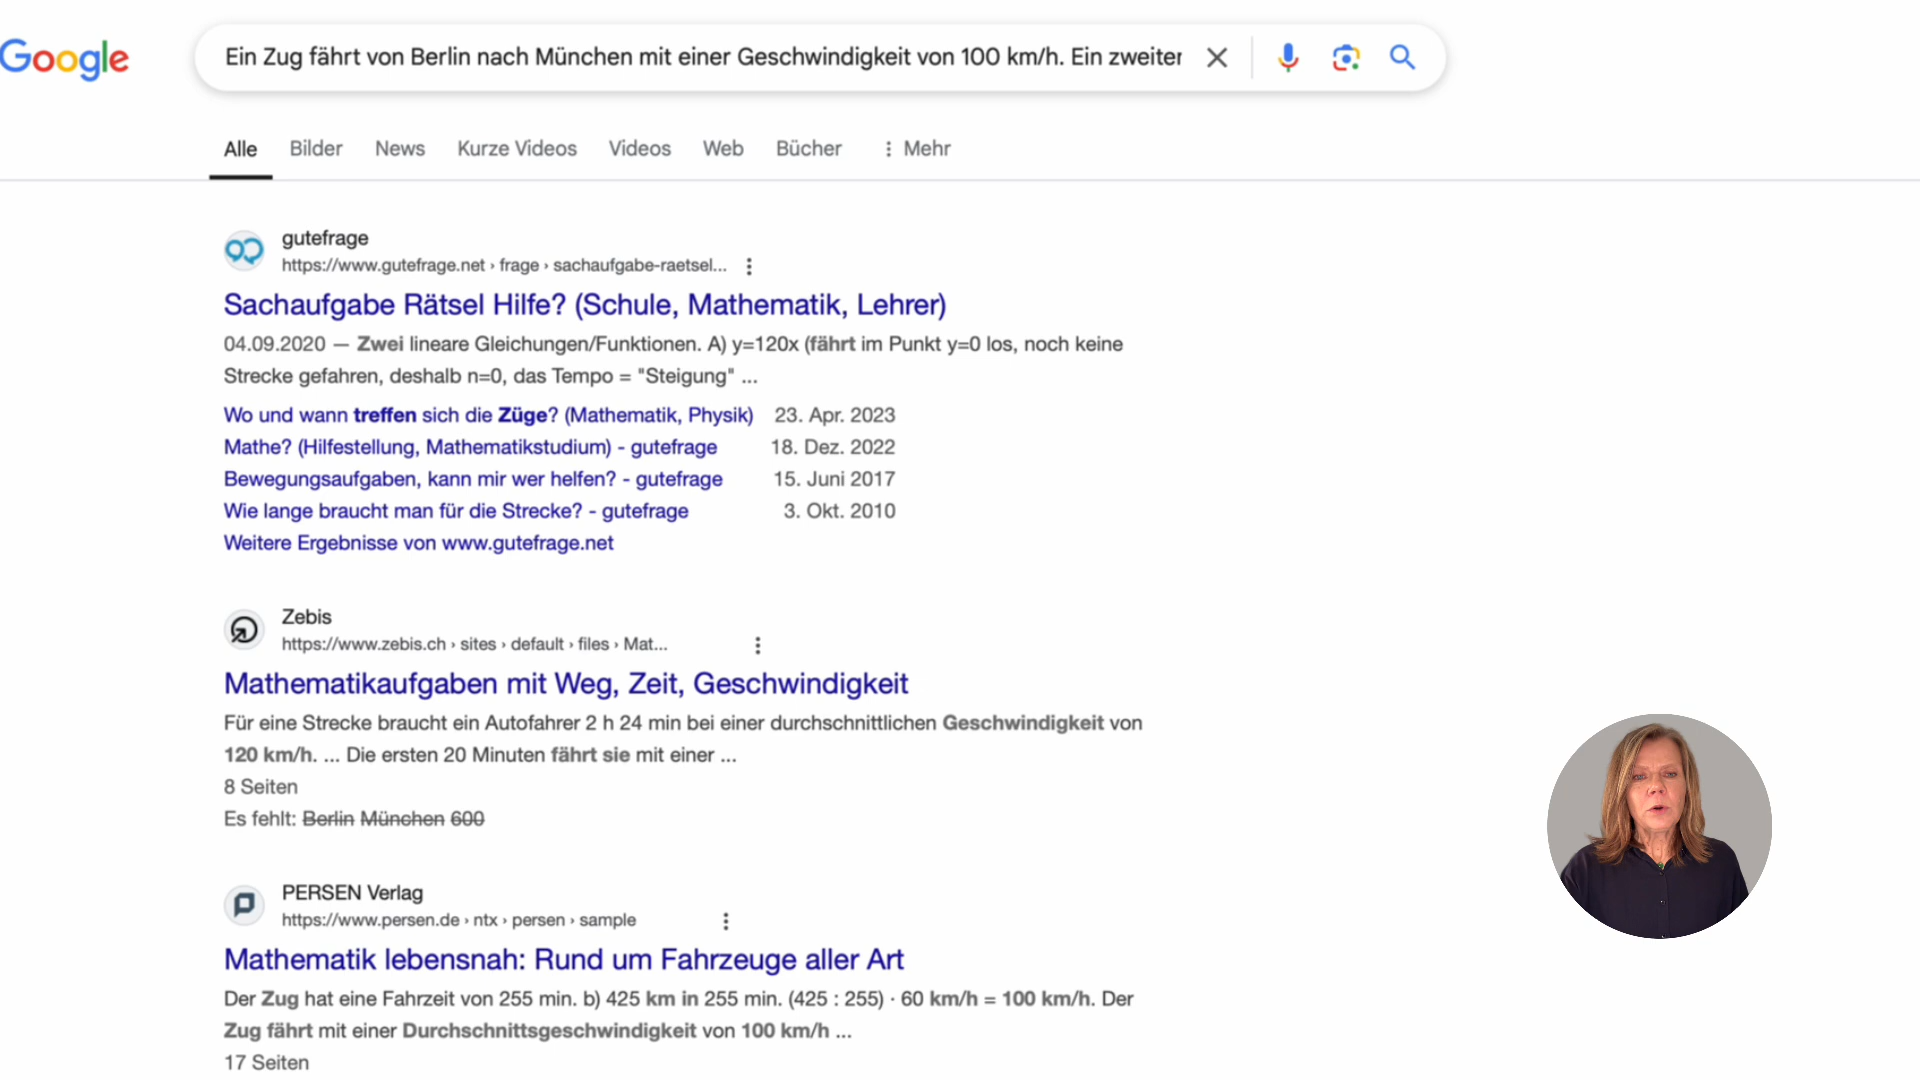 Google
Ein Zug fährt von Berlin nach München mit einer Geschwindigkeit von 100 km/h. Ein zweiter
Alle Bilder News Kurze Videos Videos Web Bücher Mehr
gutefrage
https://www.gutefrage.net › frage › sachaufgabe-raetsel...
Sachaufgabe Rätsel Hilfe? (Schule, Mathematik, Lehrer)
04.09.2020 — Zwei lineare Gleichungen/Funktionen. A) y=120x (fährt im Punkt y=0 los, noch keine
Strecke gefahren, deshalb n=0, das Tempo = "Steigung" ...
Wo und wann treffen sich die Züge? (Mathematik, Physik) 23. Apr. 2023
Mathe? (Hilfestellung, Mathematikstudium) - gutefrage 18. Dez. 2022
Bewegungsaufgaben, kann mir wer helfen? - gutefrage 15. Juni 2017
Wie lange braucht man für die Strecke? - gutefrage 3. Okt. 2010
Weitere Ergebnisse von www.gutefrage.net
Zebis
https://www.zebis.ch › sites › default › files › Mat...
Mathematikaufgaben mit Weg, Zeit, Geschwindigkeit
Für eine Strecke braucht ein Autofahrer 2 h 24 min bei einer durchschnittlichen Geschwindigkeit von
120 km/h. ... Die ersten 20 Minuten fährt sie mit einer ...
8 Seiten
Es fehlt: Berlin München 600
PERSEN Verlag
https://www.persen.de › ntx › persen › sample
Mathematik lebensnah: Rund um Fahrzeuge aller Art
Der Zug hat eine Fahrzeit von 255 min. b) 425 km in 255 min. (425 : 255) · 60 km/h = 100 km/h. Der
Zug fährt mit einer Durchschnittsgeschwindigkeit von 100 km/h ...
17 Seiten